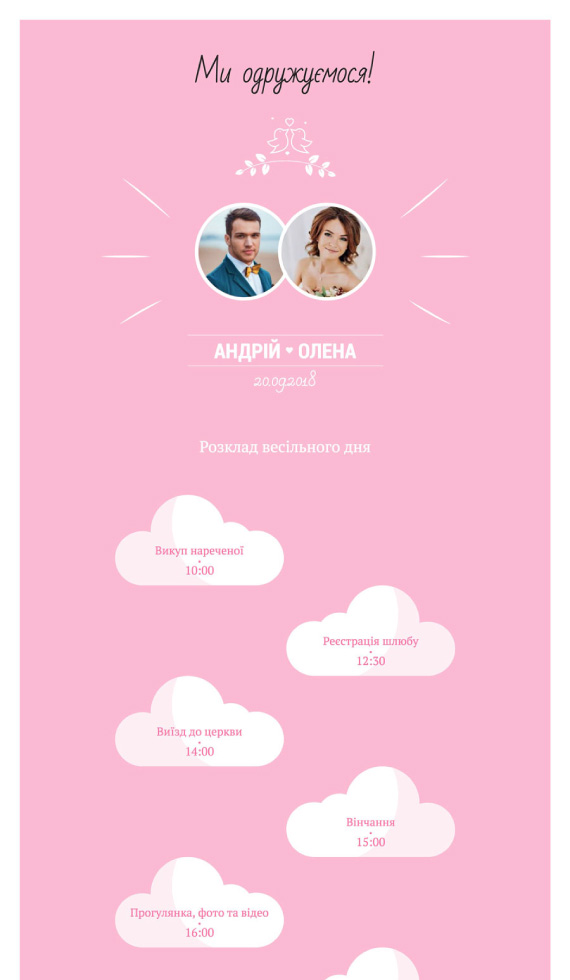 Ми одружуємося!
АНДРІЙ ♥ ОЛЕНА
20.09.2018
Розклад весільного дня
Викуп нареченої
10:00
Реєстрація шлюбу
12:30
Виїзд до церкви
14:00
Вінчання
15:00
Прогулянка, фото та відео
16:00